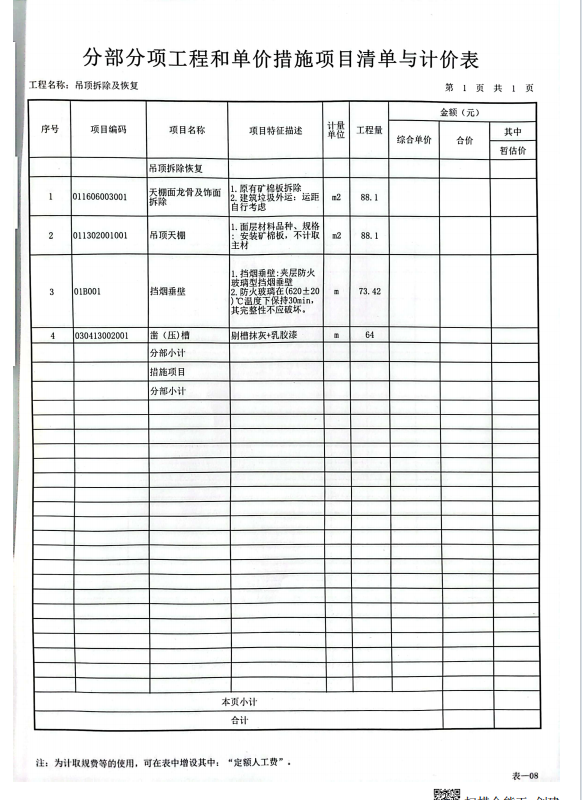 分部分项工程和单价措施项目清单与计价表
工程名称：吊顶拆除及恢复
第 1 页 共 1 页
序号 项目编码 项目名称 项目特征描述 计量单位 工程量 金额（元）
综合单价 合价 其中
暂估价
吊顶拆除恢复
1 011606003001 天棚面龙骨及饰面拆除 1.原有矿棉板拆除
2.建筑垃圾外运：运距自行考虑 m2 88.1
2 011302001001 吊顶天棚 1.面层材料品种、规格：安装矿棉板，不计取主材 m2 88.1
3 01B001 挡烟垂壁 1.挡烟垂壁:夹层防火玻璃型挡烟垂壁
2.防火玻璃在(620±20)℃温度下保持30min，其完整性不应破坏。 m 73.42
4 030413002001 凿（压）槽 剔槽抹灰+乳胶漆 m 64
分部小计
措施项目
分部小计
本页小计
合计
注：为计取规费等的使用，可在表中增设其中：“定额人工费”。
表—08